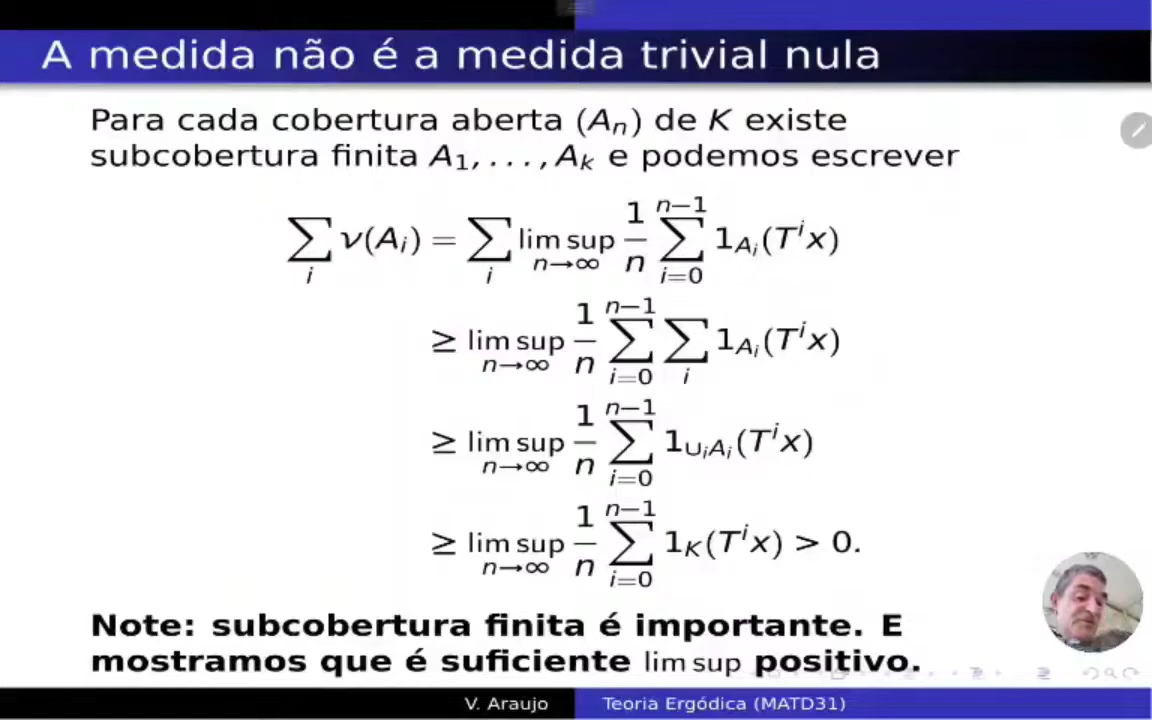 A medida não é a medida trivial nula
Para cada cobertura aberta (Aₙ) de K existe
subcobertura finita A₁, . . . , Aₖ e podemos escrever
∑_i ν(A_i) = ∑_i lim sup_{n→∞} 1/n ∑_{i=0}^{n−1} 1_{A_i}(T^i x)
≥ lim sup_{n→∞} 1/n ∑_{i=0}^{n−1} ∑_i 1_{A_i}(T^i x)
≥ lim sup_{n→∞} 1/n ∑_{i=0}^{n−1} 1_{∪_i A_i}(T^i x)
≥ lim sup_{n→∞} 1/n ∑_{i=0}^{n−1} 1_K(T^i x) > 0.
Note: subcobertura finita é importante. E
mostramos que é suficiente lim sup positivo.
V. Araujo Teoria Ergódica (MATD31)